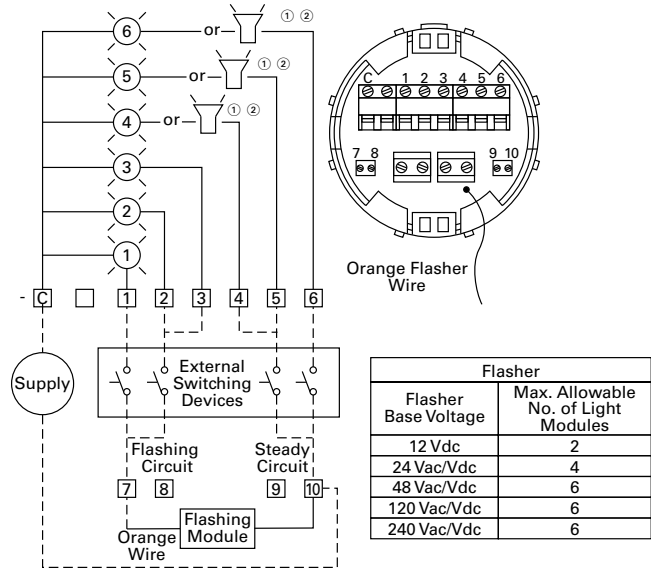 6 or ① ②
5 or ① ②
4 or ① ②
3
2
1
- C 1 2 3 4 5 6
Supply
External
Switching
Devices
Flashing
Circuit
Steady
Circuit
7 8 9 10
Orange
Wire
Flashing
Module
C 1 2 3 4 5 6
7 8 9 10
Orange Flasher
Wire
Flasher
Flasher
Base Voltage
Max. Allowable
No. of Light
Modules
12 Vdc 2
24 Vac/Vdc 4
48 Vac/Vdc 6
120 Vac/Vdc 6
240 Vac/Vdc 6